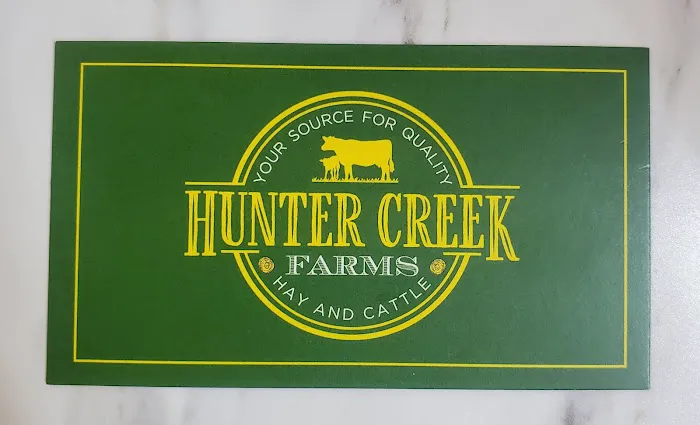 YOUR SOURCE FOR QUALITY
HUNTER CREEK
FARMS
HAY AND CATTLE